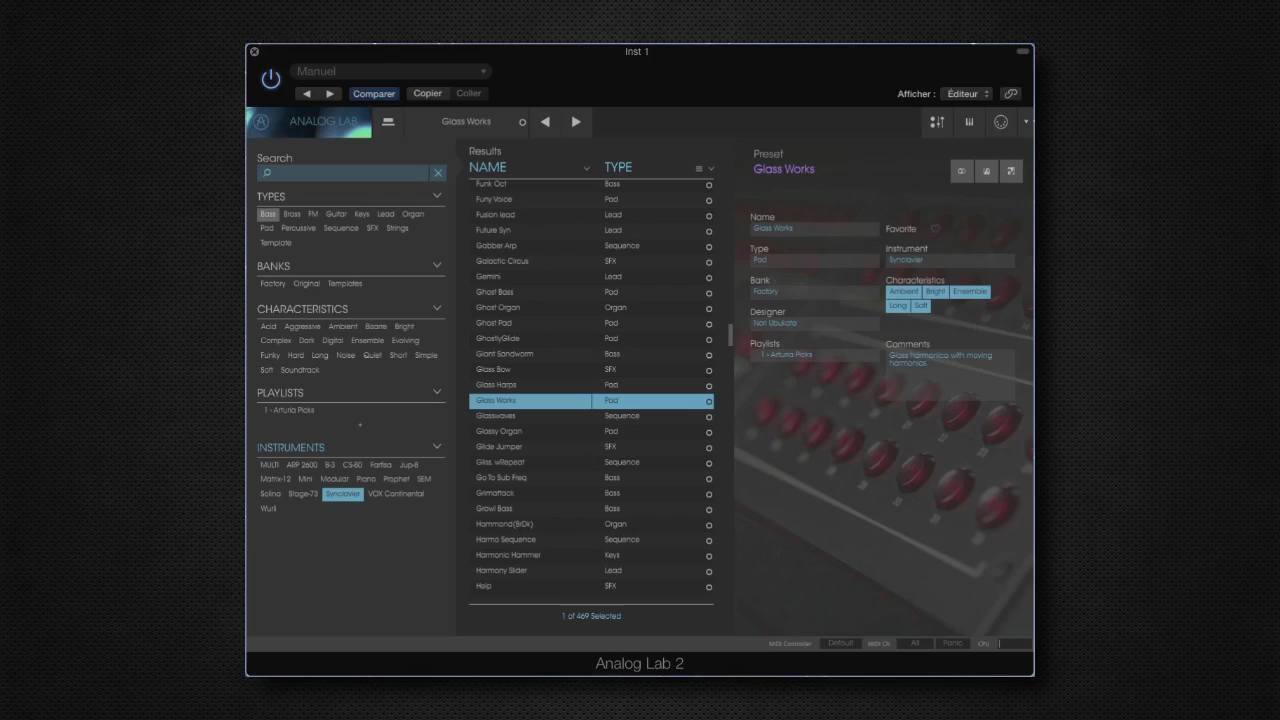 Inst 1
Manuel
Comparer Copier Coller Afficher : Éditeur
ANALOG LAB Glass Works
Search
TYPES
Bass Brass FM Guitar Keys Lead Organ
Pad Percussive Sequence SFX Strings
Template
BANKS
Factory Original Templates
CHARACTERISTICS
Acid Aggressive Ambient Bizarre Bright
Complex Dark Digital Ensemble Evolving
Funky Hard Long Noise Quiet Short Simple
Soft Soundtrack
PLAYLISTS
1 - Arturia Picks
+
INSTRUMENTS
MULTI ARP 2600 B-3 CS-80 Farfisa Jup-8
Matrix-12 Mini Modular Piano Prophet SEM
Solina Stage-73 Synclavier VOX Continental
Wurli
Results
NAME TYPE
Funk Oct Bass
Funy Voice Pad
Fusion lead Lead
Future Syn Lead
Gabber Arp Sequence
Galactic Circus SFX
Gemini Lead
Ghost Bass Pad
Ghost Organ Organ
Ghost Pad Pad
GhostlyGlide Pad
Giant Sandworm Bass
Glass Bow SFX
Glass Harps Pad
Glass Works Pad
Glasswaves Sequence
Glassy Organ Pad
Glide Jumper SFX
Gliss. wRepeat Sequence
Go To Sub Freq Bass
Grimattack Bass
Growl Bass Bass
Hammond(BrDk) Organ
Harmo Sequence Sequence
Harmonic Hammer Keys
Harmony Slider Lead
Help SFX
1 of 469 Selected
Preset
Glass Works
Name
Glass Works
Favorite
Type
Pad
Instrument
Synclavier
Bank
Factory
Characteristics
Ambient Bright Ensemble
Long Soft
Designer
Nori Ubukata
Playlists
1 - Arturia Picks
Comments
Glass harmonica with moving
harmonics.
MIDI Controller Default MIDI Ch All Panic CPU
Analog Lab 2